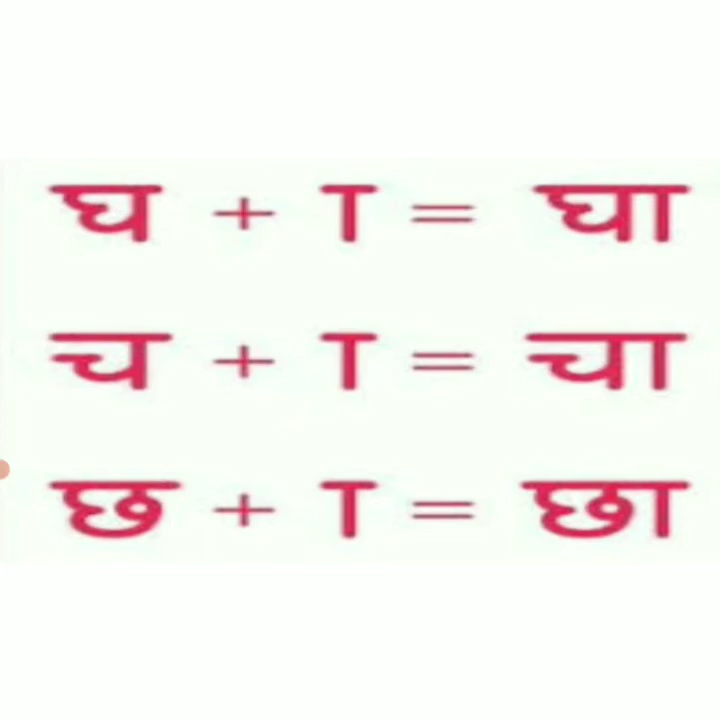 घ + ा = घा
च + ा = चा
छ + ा = छा